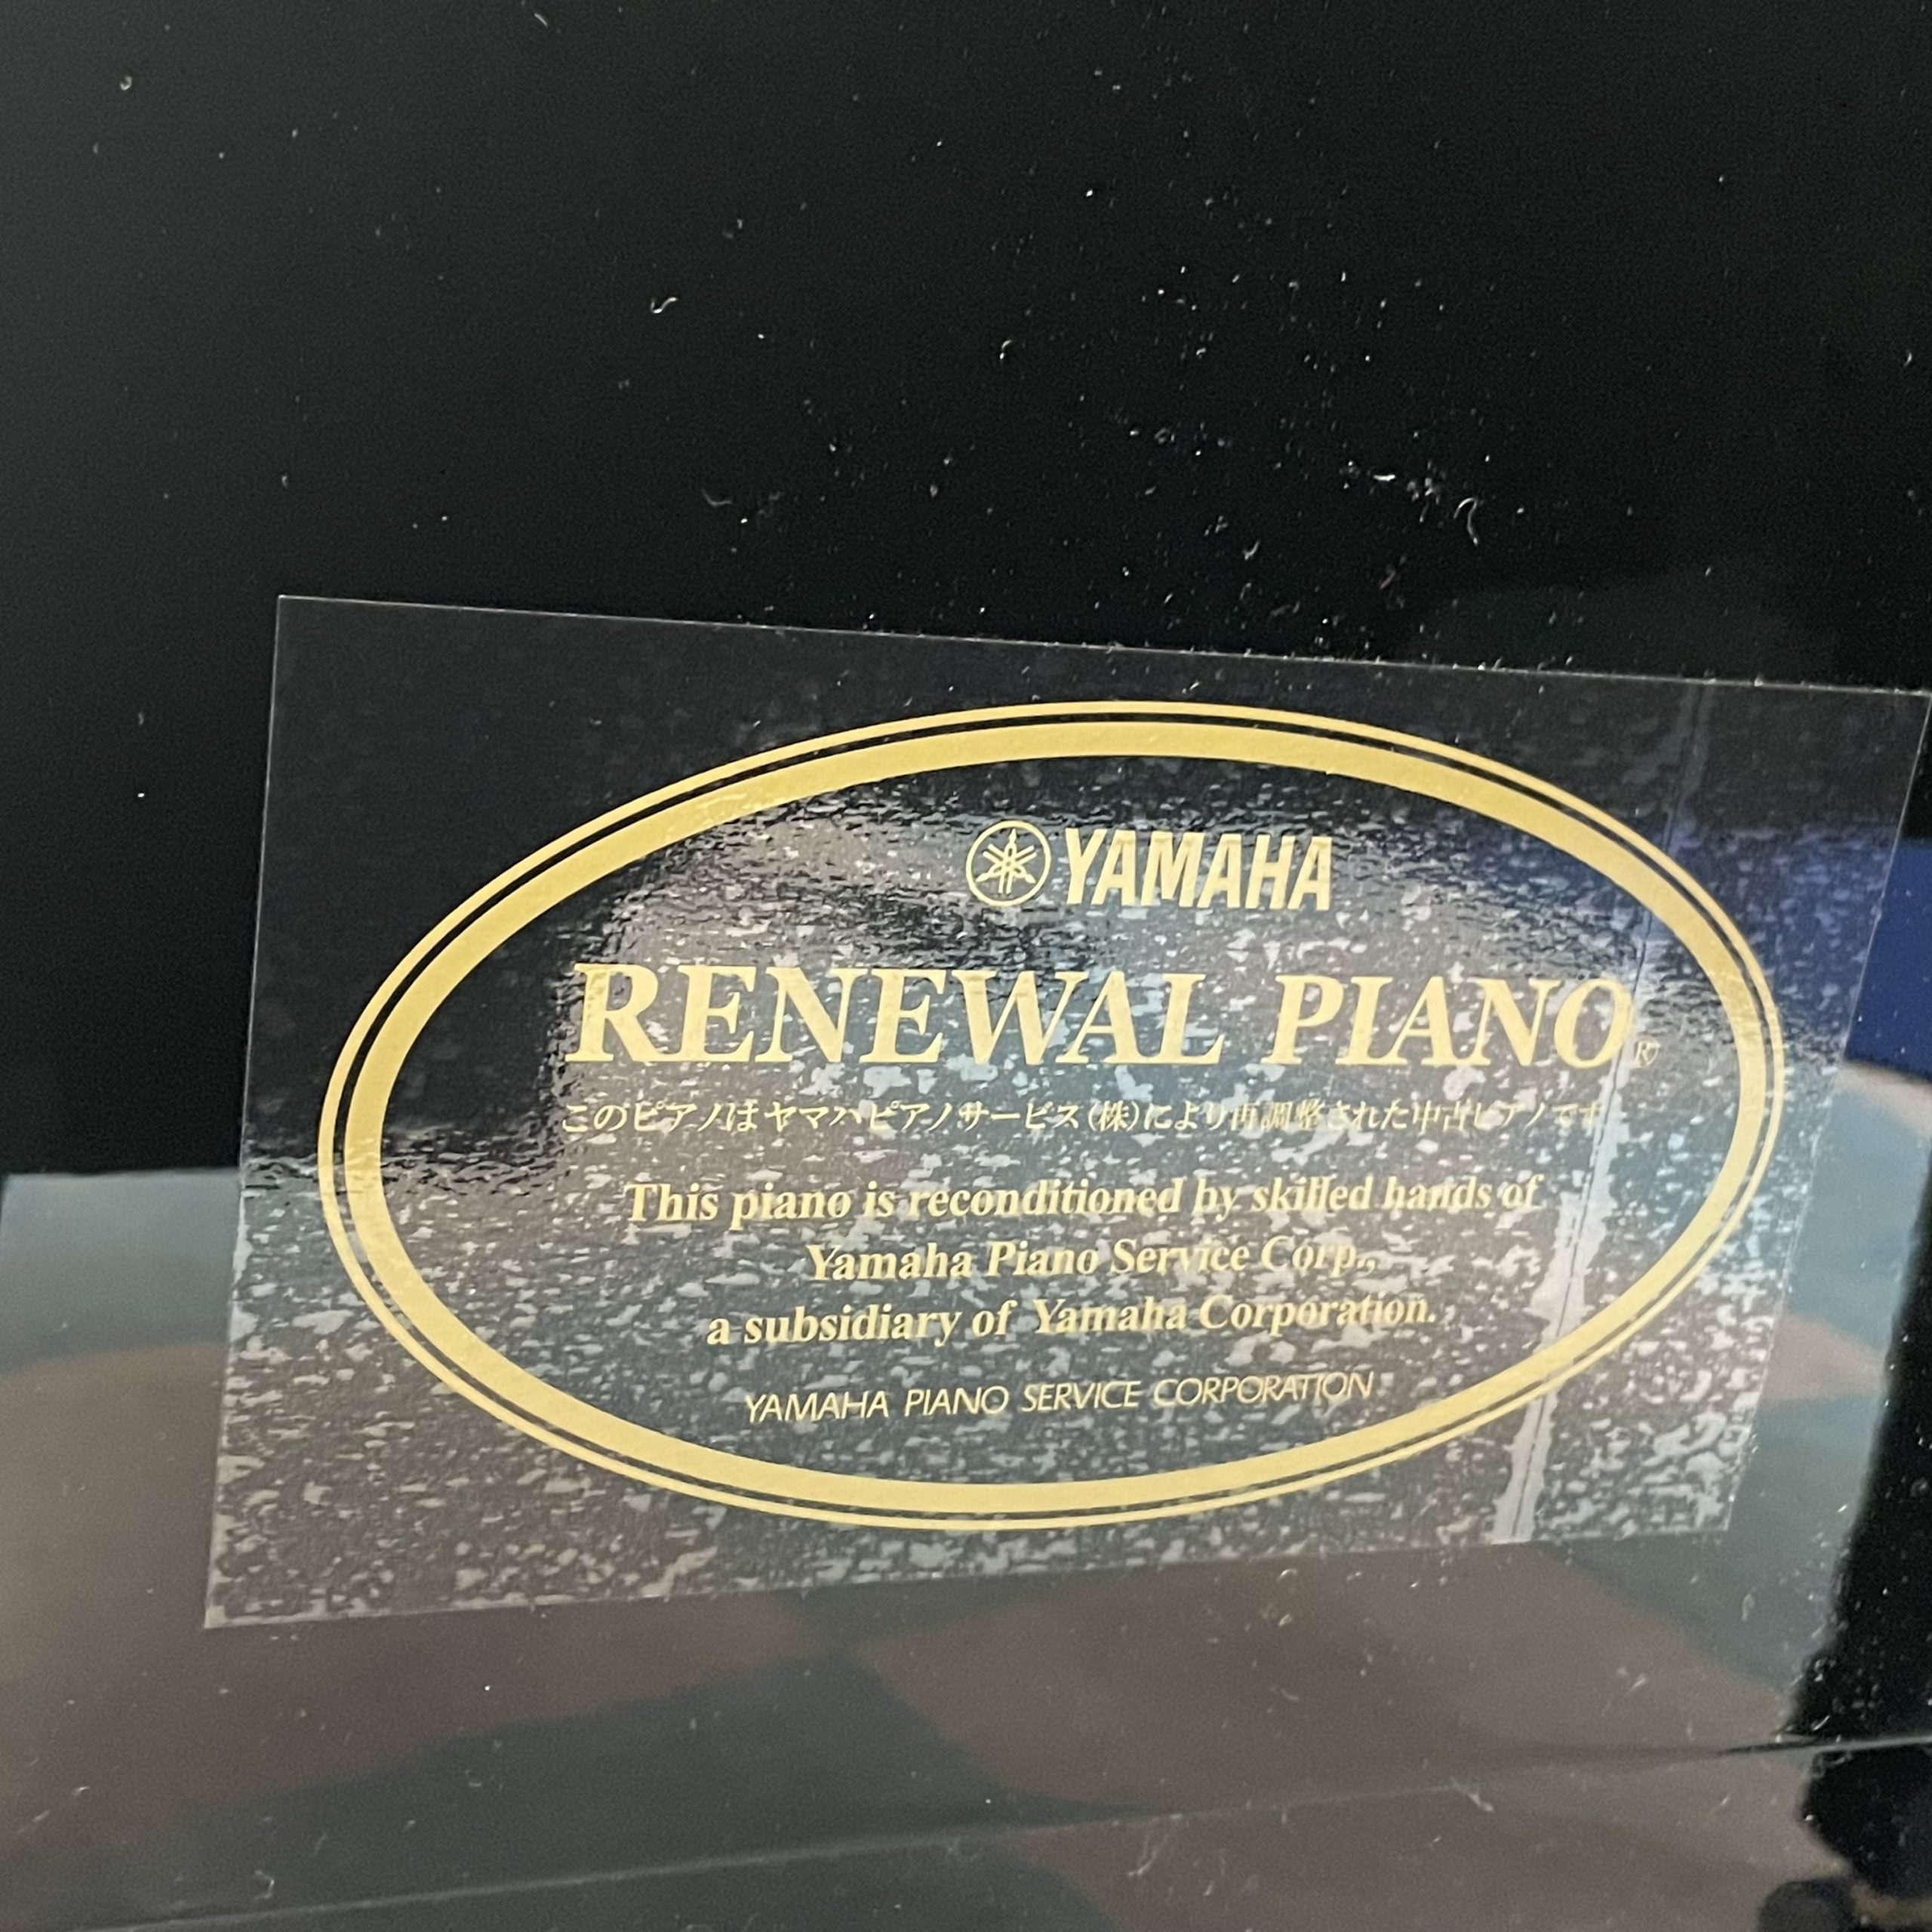 YAMAHA
RENEWAL PIANO
このピアノはヤマハピアノサービス(株)により再調整された中古ピアノです
This piano is reconditioned by skilled hands of
Yamaha Piano Service Corp.,
a subsidiary of Yamaha Corporation.
YAMAHA PIANO SERVICE CORPORATION